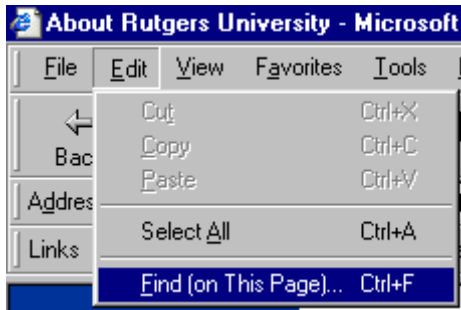 About Rutgers University - Microsoft
File Edit View Favorites Tools
Cut Ctrl+X
Bac
Copy Ctrl+C
Paste Ctrl+V
Addres
Select All Ctrl+A
Links
Find (on This Page)... Ctrl+F